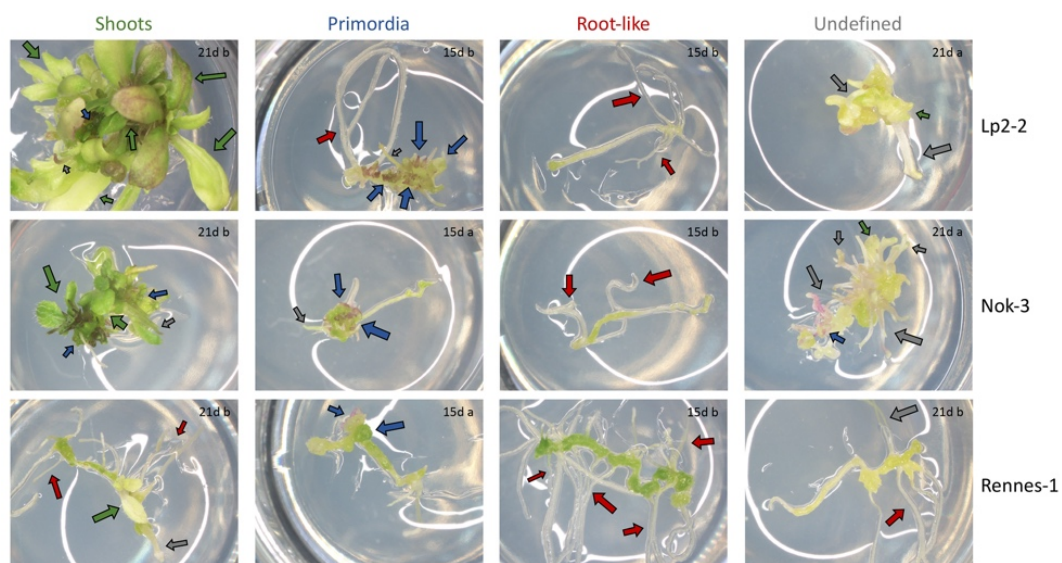 Shoots Primordia Root-like Undefined
21d b 15d b 15d b 21d a
Lp2-2
21d b 15d a 15d b 21d a
Nok-3
21d b 15d a 15d b 21d b
Rennes-1